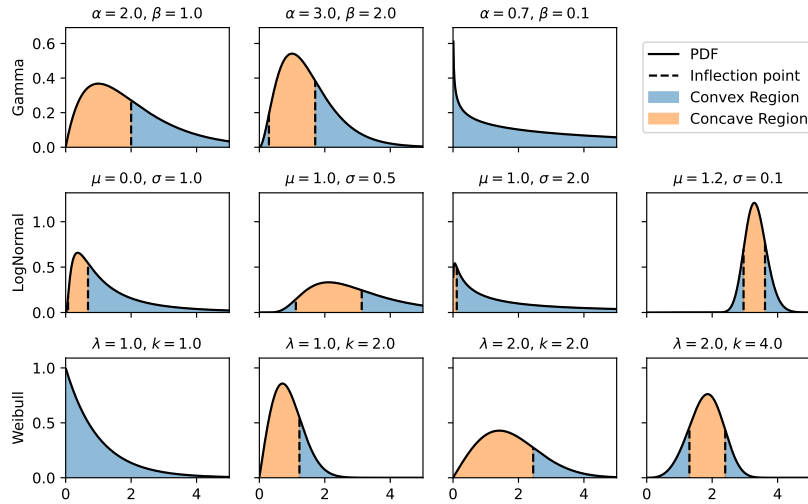 α = 2.0, β = 1.0
α = 3.0, β = 2.0
α = 0.7, β = 0.1
Gamma
0.6
0.4
0.2
0.0
PDF
Inflection point
Convex Region
Concave Region
μ = 0.0, σ = 1.0
μ = 1.0, σ = 0.5
μ = 1.0, σ = 2.0
μ = 1.2, σ = 0.1
LogNormal
1.0
0.5
0.0
λ = 1.0, k = 1.0
λ = 1.0, k = 2.0
λ = 2.0, k = 2.0
λ = 2.0, k = 4.0
Weibull
1.0
0.5
0.0
0 2 4
0 2 4
0 2 4
0 2 4